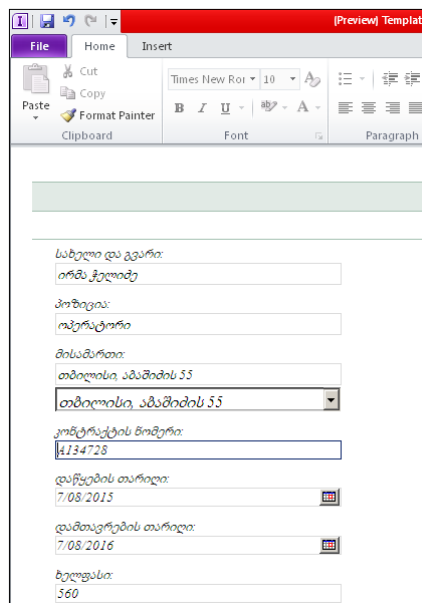 [Preview] Templat
File Home Insert
Cut
Copy
Format Painter
Paste
Times New Ror 10
B I U
Clipboard Font Paragraph
სახელი და გვარი:
ირმა ჭელიძე
პოზიცია:
ოპერატორი
მისამართი:
თბილისი, აბაშიძის 55
თბილისი, აბაშიძის 55
კონტრაქტის ნომერი:
A134728
დაწყების თარიღი:
7/08/2015
დამთავრების თარიღი:
7/08/2016
ხელფასი:
560